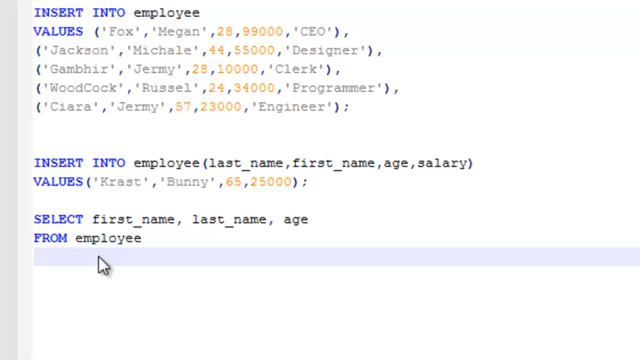 INSERT INTO employee
VALUES ('Fox','Megan',28,99000,'CEO'),
('Jackson','Michale',44,55000,'Designer'),
('Gambhir','Jermy',28,10000,'Clerk'),
('WoodCock','Russel',24,34000,'Programmer'),
('Ciara','Jermy',57,23000,'Engineer');
INSERT INTO employee(last_name,first_name,age,salary)
VALUES('Krast','Bunny',65,25000);
SELECT first_name, last_name, age
FROM employee